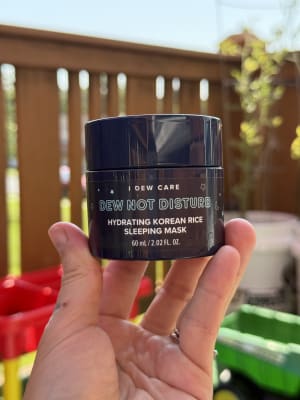 I DEW CARE
DEW NOT DISTURB
HYDRATING KOREAN RICE
SLEEPING MASK
60 mL / 2.02 FL. OZ.